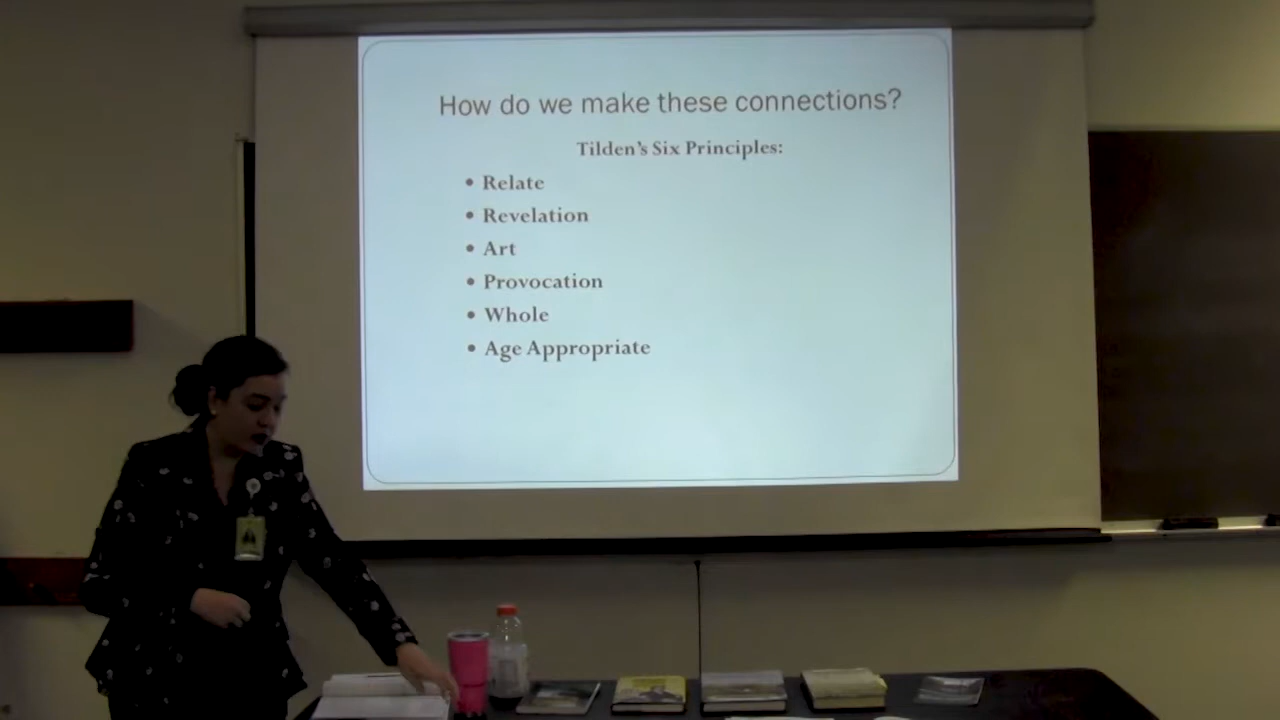 How do we make these connections?
Tilden's Six Principles:
• Relate
• Revelation
• Art
• Provocation
• Whole
• Age Appropriate